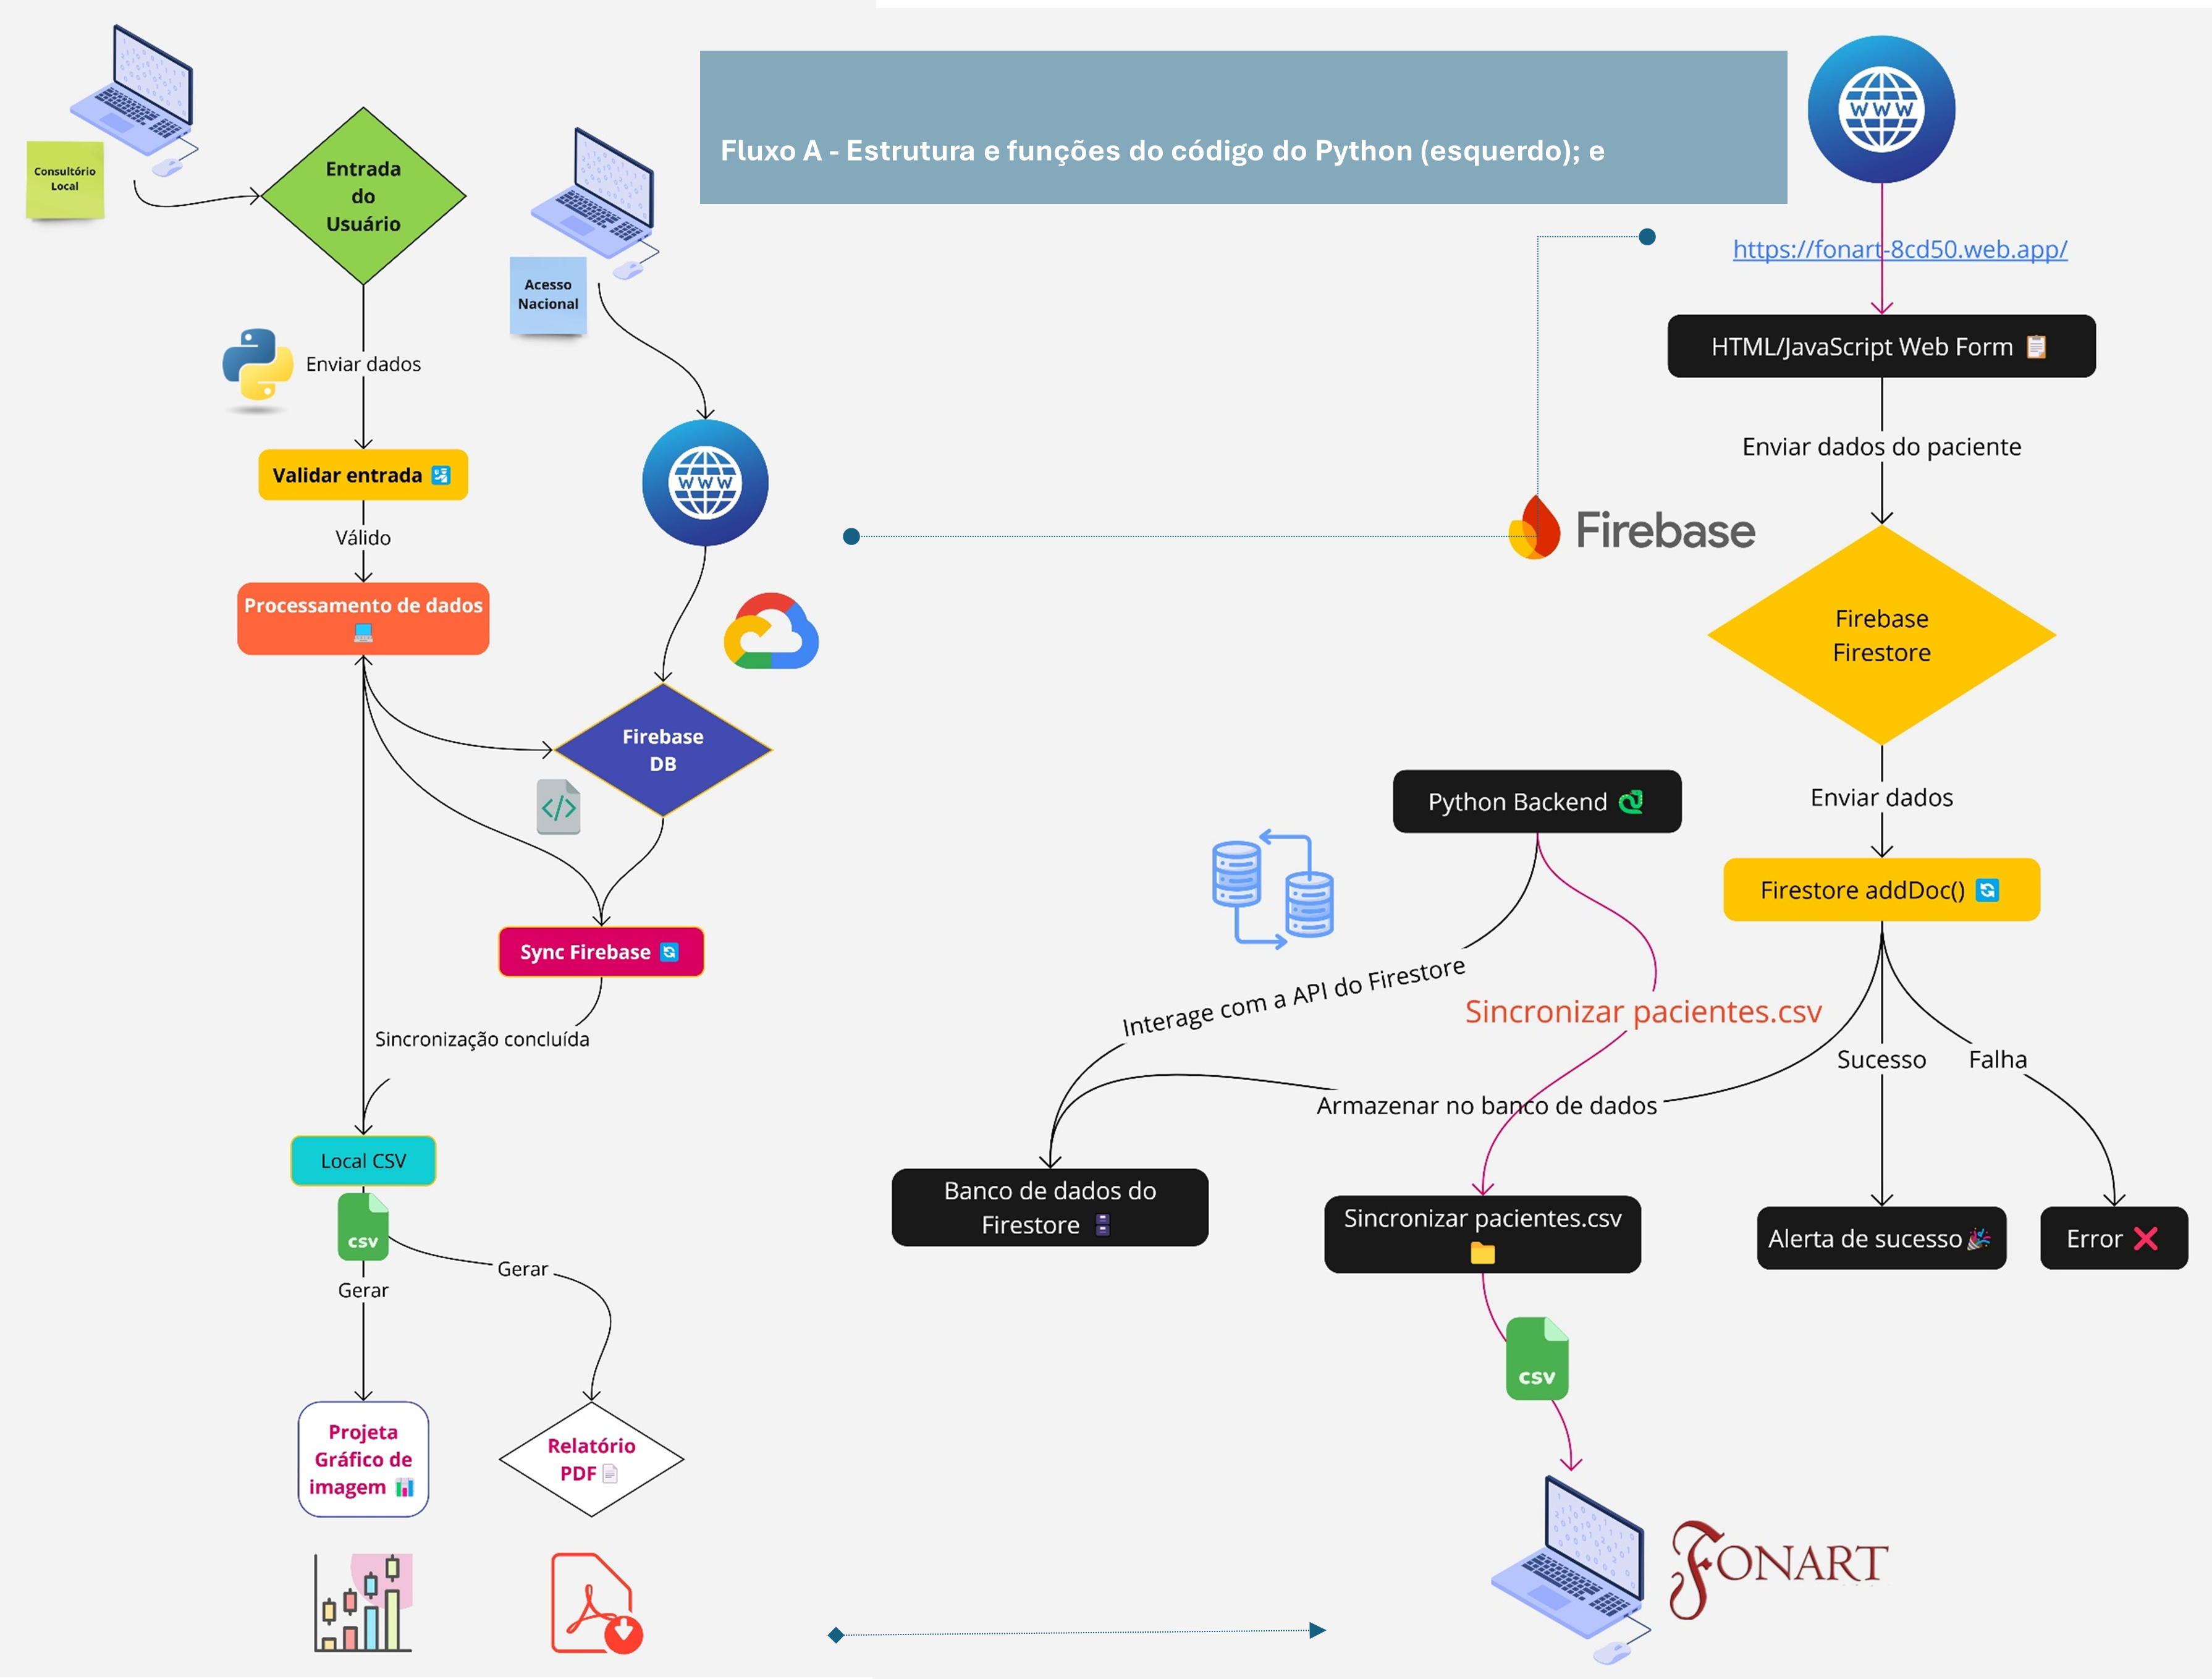 Fluxo A - Estrutura e funções do código do Python (esquerdo); e
Consultório
Local
Entrada
do
Usuário
Acesso
Nacional
Enviar dados
Validar entrada
Válido
WWW
Processamento de dados
Firebase
DB
Sync Firebase
Sincronização concluída
Local CSV
csv
Gerar
Gerar
Projeta
Gráfico de
imagem
Relatório
PDF
WWW
https://fonart-8cd50.web.app/
HTML/JavaScript Web Form
Enviar dados do paciente
Firebase
Firebase
Firestore
Enviar dados
Python Backend
Firestore addDoc()
Interage com a API do Firestore
Sincronizar pacientes.csv
Sucesso
Falha
Armazenar no banco de dados
Banco de dados do
Firestore
Sincronizar pacientes.csv
Alerta de sucesso
Error
csv
FONART